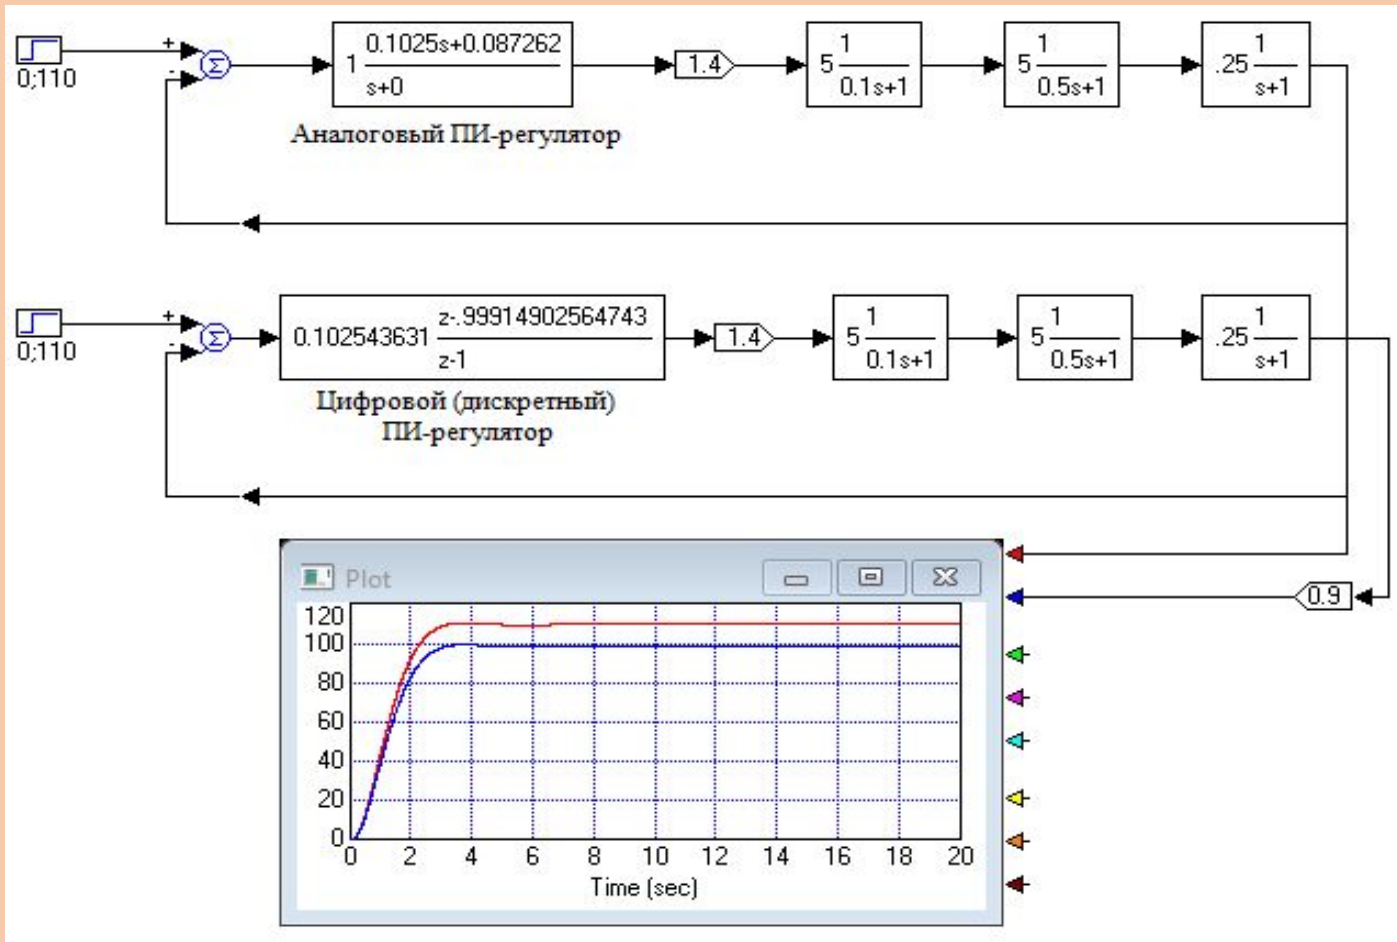 +
-
Σ
0;110
1 0.1025s+0.087262
s+0
1.4
5 1
0.1s+1
5 1
0.5s+1
.25 1
s+1
Аналоговый ПИ-регулятор
+
-
Σ
0;110
0.102543631 z-.99914902564743
z-1
1.4
5 1
0.1s+1
5 1
0.5s+1
.25 1
s+1
Цифровой (дискретный)
ПИ-регулятор
Plot
0.9
120
100
80
60
40
20
0
0 2 4 6 8 10 12 14 16 18 20
Time (sec)